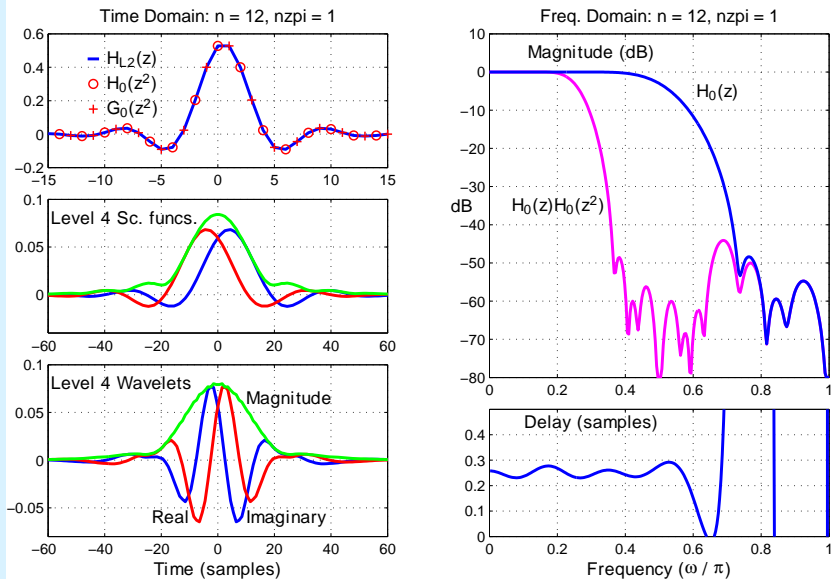 Time Domain: n = 12, nzpi = 1
0.6
0.4
0.2
0
−0.2
H_L2(z)
H_0(z^2)
G_0(z^2)
−15 −10 −5 0 5 10 15
0.1
0.05
0
Level 4 Sc. funcs.
−60 −40 −20 0 20 40 60
0.1
0.05
0
−0.05
Level 4 Wavelets
Magnitude
Real
Imaginary
−60 −40 −20 0 20 40 60
Time (samples)
Freq. Domain: n = 12, nzpi = 1
10
0
−10
−20
−30
dB
−50
−60
−70
−80
Magnitude (dB)
H_0(z)
H_0(z)H_0(z^2)
0 0.2 0.4 0.6 0.8 1
0.4
0.3
0.2
0.1
0
Delay (samples)
0 0.2 0.4 0.6 0.8 1
Frequency (ω / π)